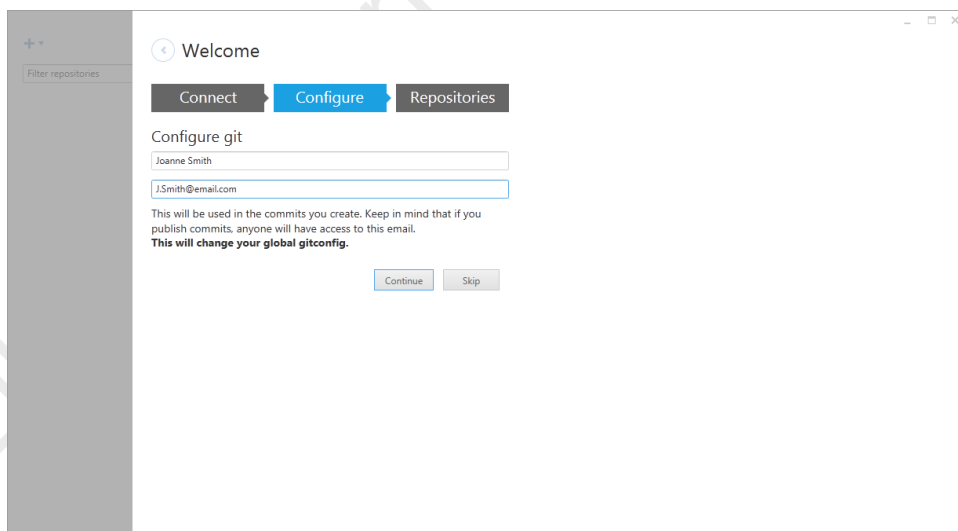 Filter repositories
Welcome
Connect
Configure
Repositories
Configure git
Joanne Smith
J.Smith@email.com
This will be used in the commits you create. Keep in mind that if you
publish commits, anyone will have access to this email.
This will change your global gitconfig.
Continue
Skip